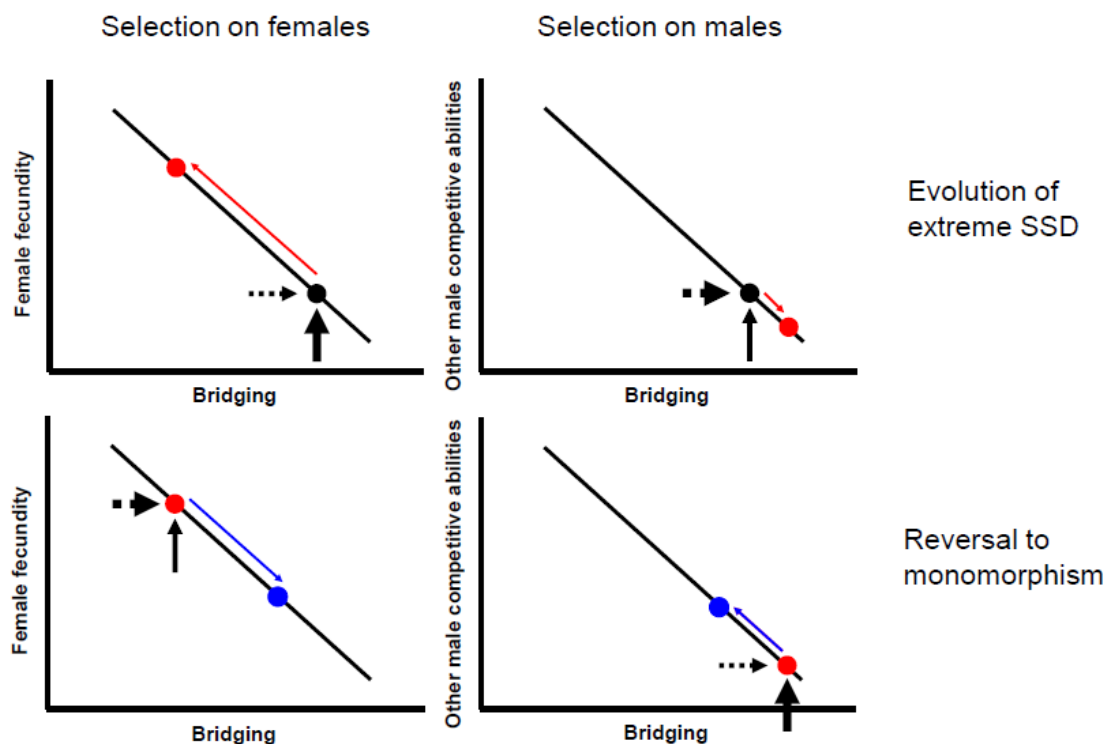 Selection on females
Selection on males
Female fecundity
Bridging
Other male competitive abilities
Bridging
Evolution of
extreme SSD
Female fecundity
Bridging
Other male competitive abilities
Bridging
Reversal to
monomorphism